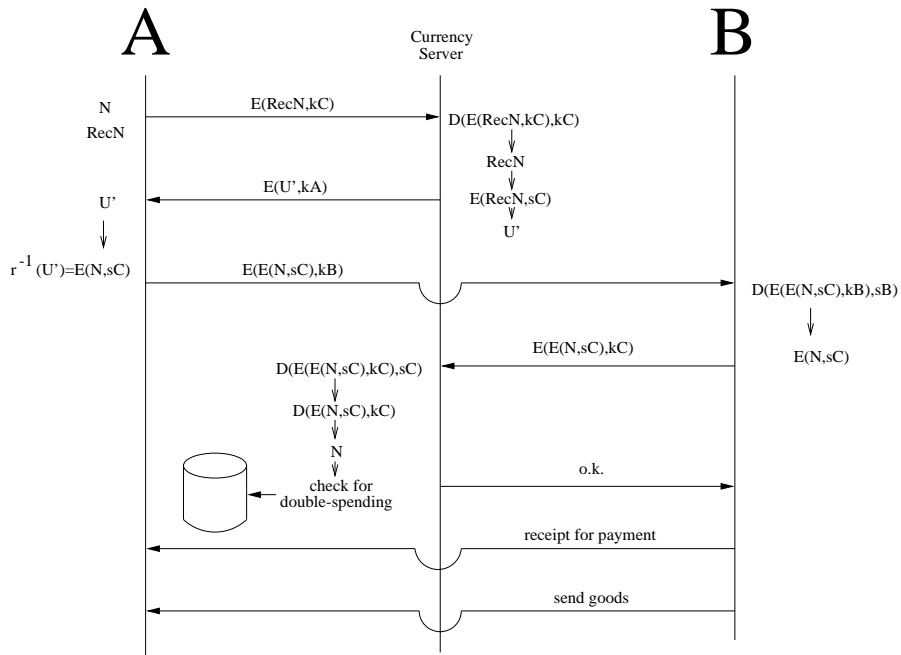 A
Currency
Server
B
N
RecN
E(RecN,kC)
D(E(RecN,kC),kC)
RecN
E(U',kA)
E(RecN,sC)
U'
U'
r -1 (U')=E(N,sC)
E(E(N,sC),kB)
D(E(E(N,sC),kB),sB)
E(E(N,sC),kC)
E(N,sC)
D(E(E(N,sC),kC),sC)
D(E(N,sC),kC)
N
check for
double-spending
o.k.
receipt for payment
send goods